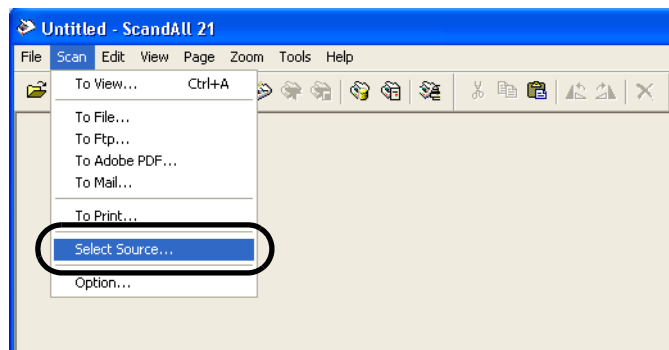 Untitled - ScandAll 21
File Scan Edit View Page Zoom Tools Help
To View... Ctrl+A
To File...
To Ftp...
To Adobe PDF...
To Mail...
To Print...
Select Source...
Option...